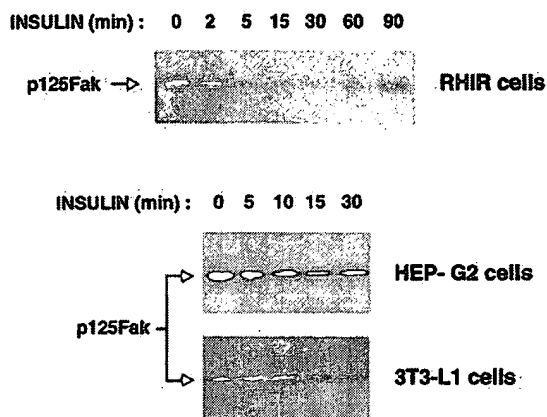 INSULIN (min) : 0 2 5 15 30 60 90
p125Fak RHIR cells
INSULIN (min) : 0 5 10 15 30
HEP- G2 cells
p125Fak
3T3-L1 cells